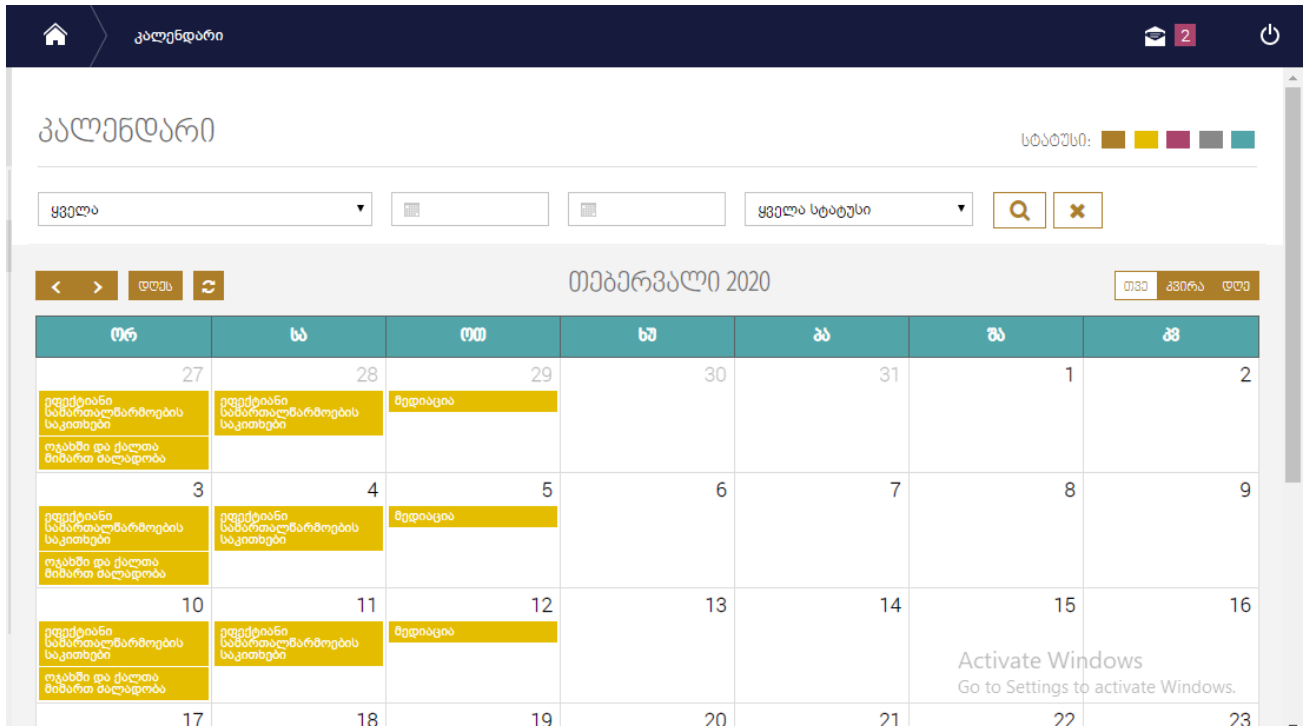 კალენდარი
2
კალენდარი
სტატუსი:
ყველა
ყველა სტატუსი
დღეს
თებერვალი 2020
თვე კვირა დღე
ორ სა ოთ ხუ პა შა კვ
27 28 29 30 31 1 2
ეფექტიანი
სამართალწარმოების
საკითხები
ოჯახში და ქალთა
მიმართ ძალადობა
ეფექტიანი
სამართალწარმოების
საკითხები
მედიაცია
3 4 5 6 7 8 9
ეფექტიანი
სამართალწარმოების
საკითხები
ოჯახში და ქალთა
მიმართ ძალადობა
ეფექტიანი
სამართალწარმოების
საკითხები
მედიაცია
10 11 12 13 14 15 16
ეფექტიანი
სამართალწარმოების
საკითხები
ოჯახში და ქალთა
მიმართ ძალადობა
ეფექტიანი
სამართალწარმოების
საკითხები
მედიაცია
Activate Windows
Go to Settings to activate Windows.
17 18 19 20 21 22 23